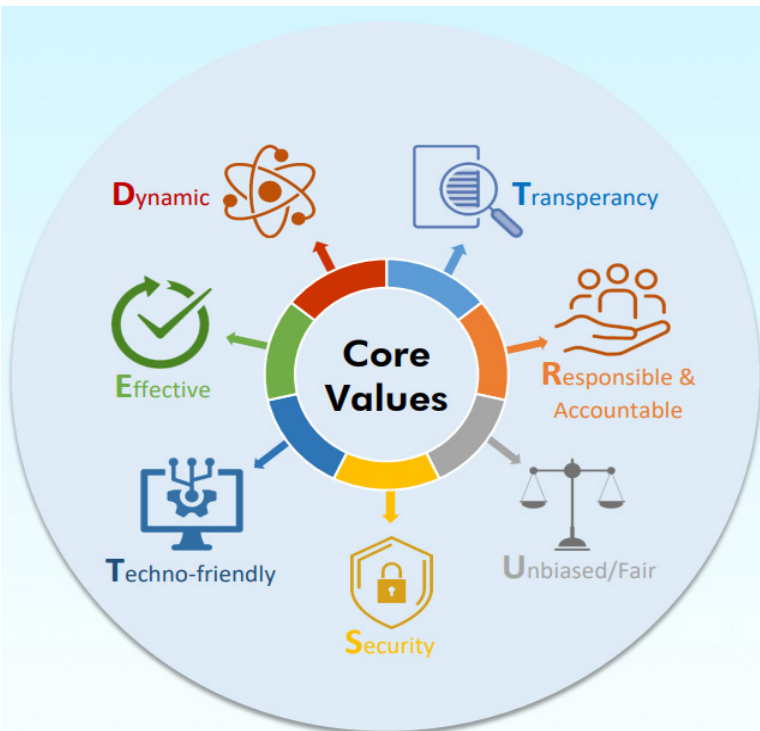 Core
Values
Transperancy
Responsible &
Accountable
Unbiased/Fair
Security
Techno-friendly
Effective
Dynamic